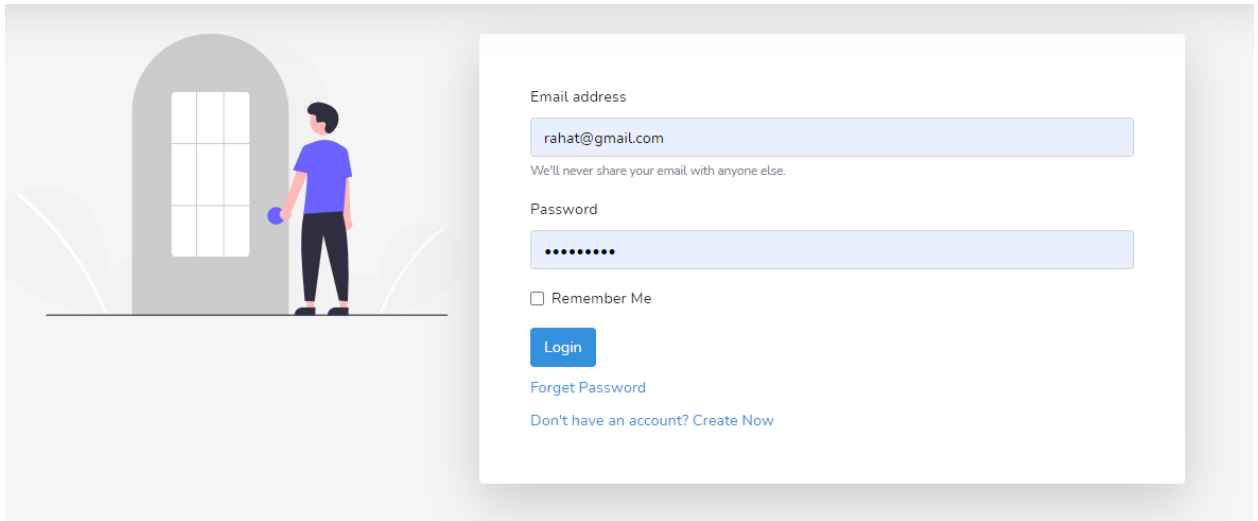 Email address
rahat@gmail.com
We'll never share your email with anyone else.
Password
•••••••••
Remember Me
Login
Forget Password
Don't have an account? Create Now